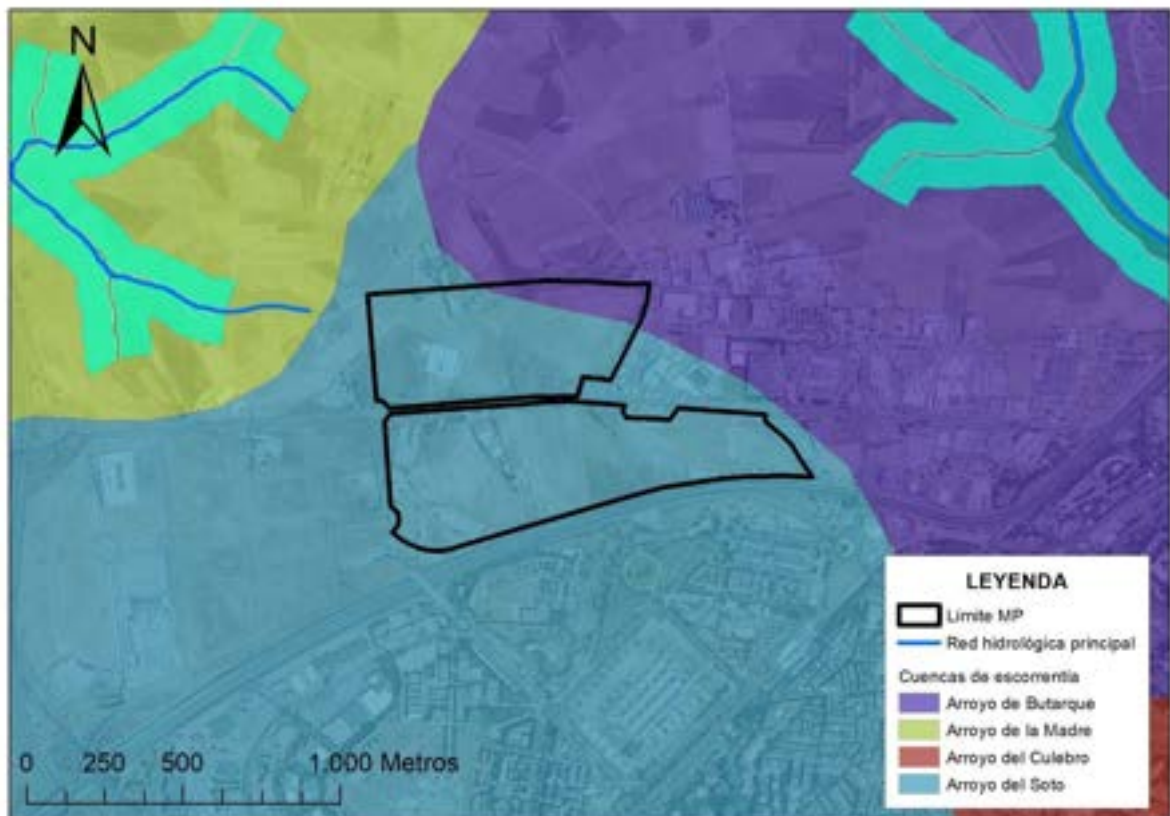 N
LEYENDA
Límite MP
Red hidrológica principal
Cuencas de escorrentía
Arroyo de Butarque
Arroyo de la Madre
Arroyo del Culebro
Arroyo del Soto
0 250 500 1.000 Metros